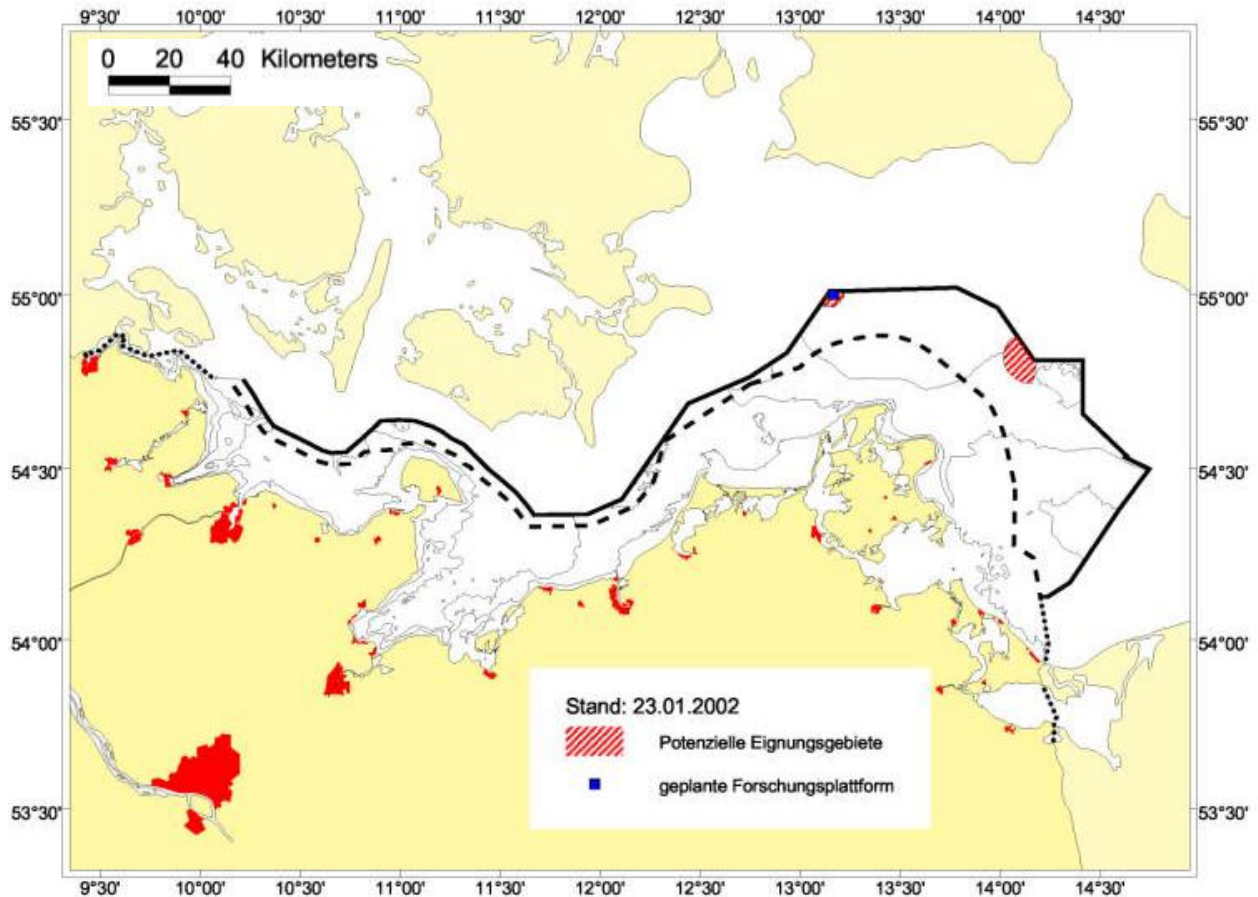 9°30' 10°00' 10°30' 11°00' 11°30' 12°00' 12°30' 13°00' 13°30' 14°00' 14°30'
0 20 40 Kilometers
55°30' 55°30'
55°00' 55°00'
54°30' 54°30'
54°00' 54°00'
Stand: 23.01.2002
Potenzielle Eignungsgebiete
geplante Forschungsplattform
53°30' 53°30'
9°30' 10°00' 10°30' 11°00' 11°30' 12°00' 12°30' 13°00' 13°30' 14°00' 14°30'